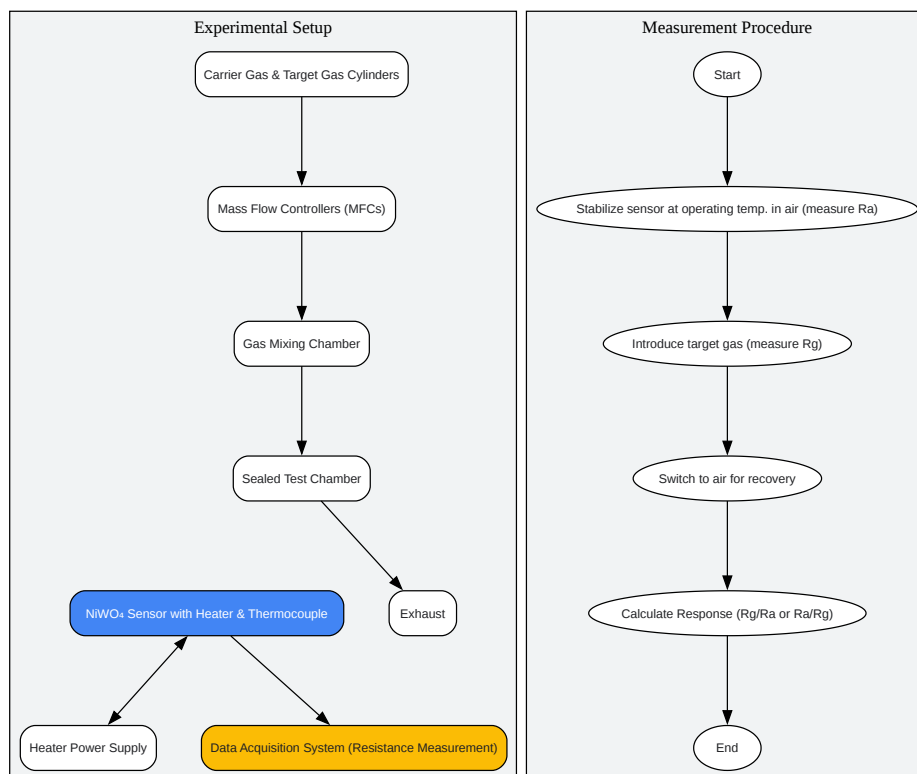 Experimental Setup
Carrier Gas & Target Gas Cylinders
Mass Flow Controllers (MFCs)
Gas Mixing Chamber
Sealed Test Chamber
NiWO₄ Sensor with Heater & Thermocouple
Exhaust
Heater Power Supply
Data Acquisition System (Resistance Measurement)
Measurement Procedure
Start
Stabilize sensor at operating temp. in air (measure Ra)
Introduce target gas (measure Rg)
Switch to air for recovery
Calculate Response (Rg/Ra or Ra/Rg)
End